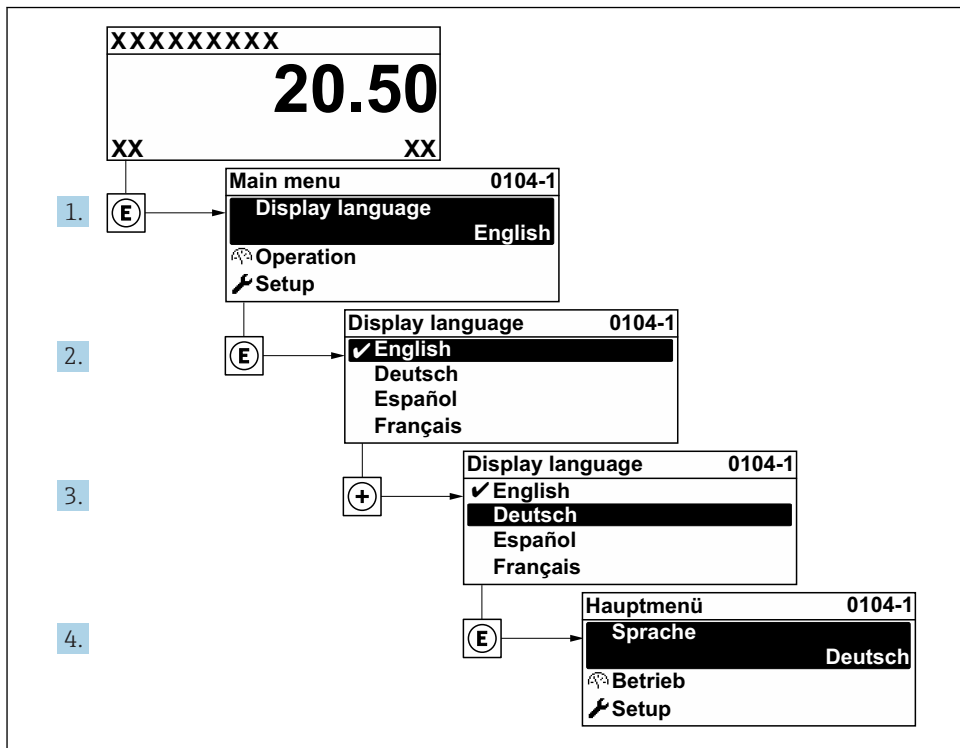 XXXXXXXXX
20.50
XX XX
1. E
Main menu 0104-1
Display language
English
Operation
Setup
2. E
Display language 0104-1
✔English
Deutsch
Español
Français
3. +
Display language 0104-1
✔English
Deutsch
Español
Français
4. E
Hauptmenü 0104-1
Sprache
Deutsch
Betrieb
Setup